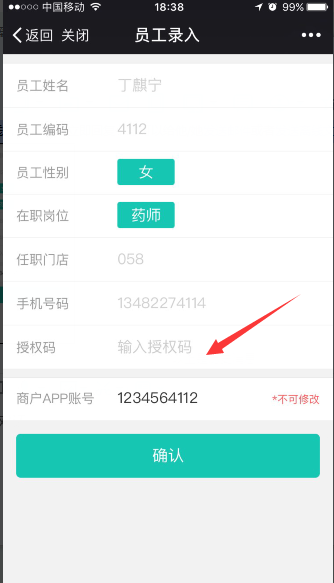 中国移动 18:38 99%
返回 关闭 员工录入
员工姓名 丁麒宁
员工编码 4112
员工性别 女
在职岗位 药师
任职门店 058
手机号码 13482274114
授权码 输入授权码
商户APP账号 1234564112 *不可修改
确认